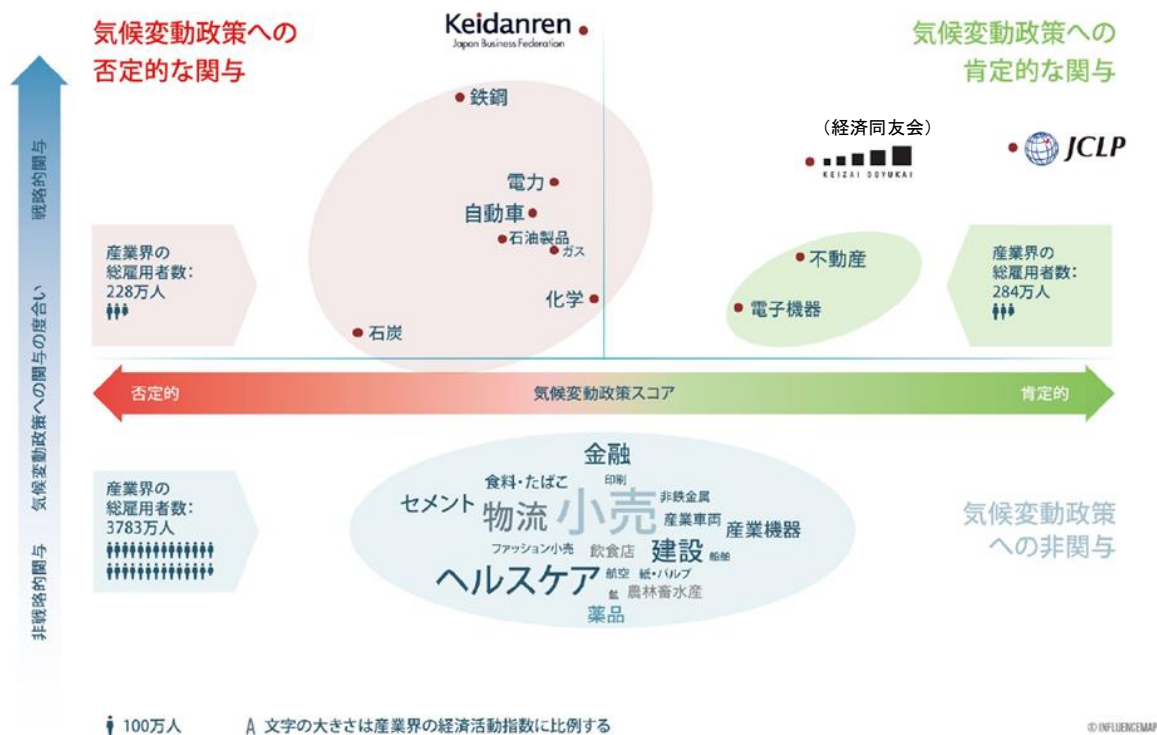 Keidanren
Japan Business Federation
気候変動政策への
否定的な関与
気候変動政策への
肯定的な関与
鉄鋼
(経済同友会)
KEIZAI DOYUKAI
JCLP
電力
自動車
石油製品
ガス
化学
石炭
不動産
電子機器
産業界の
総雇用者数:
228万人
産業界の
総雇用者数:
284万人
戦略的関与
気候変動政策への関与の度合い
非戦略的関与
否定的
気候変動政策スコア
肯定的
産業界の
総雇用者数:
3783万人
金融
食料・たばこ
印刷
セメント
物流
小売
非鉄金属
産業車両
産業機器
ファッション小売
飲食店
建設
船舶
ヘルスケア
航空
紙・パルプ
農林畜水産
薬品
気候変動政策
への非関与
100万人
A 文字の大きさは産業界の経済活動指数に比例する
© INFLUENCEMAP